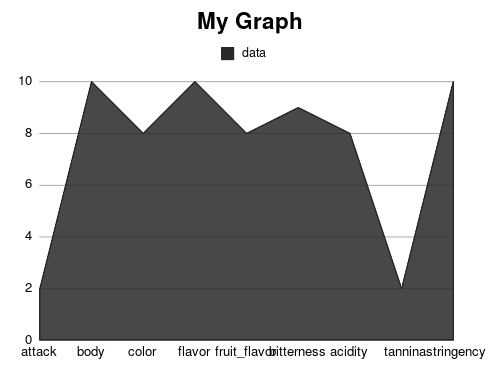 My Graph
data
10
8
6
4
2
0
attack body color flavor fruit_flavor bitterness acidity tannin astringency